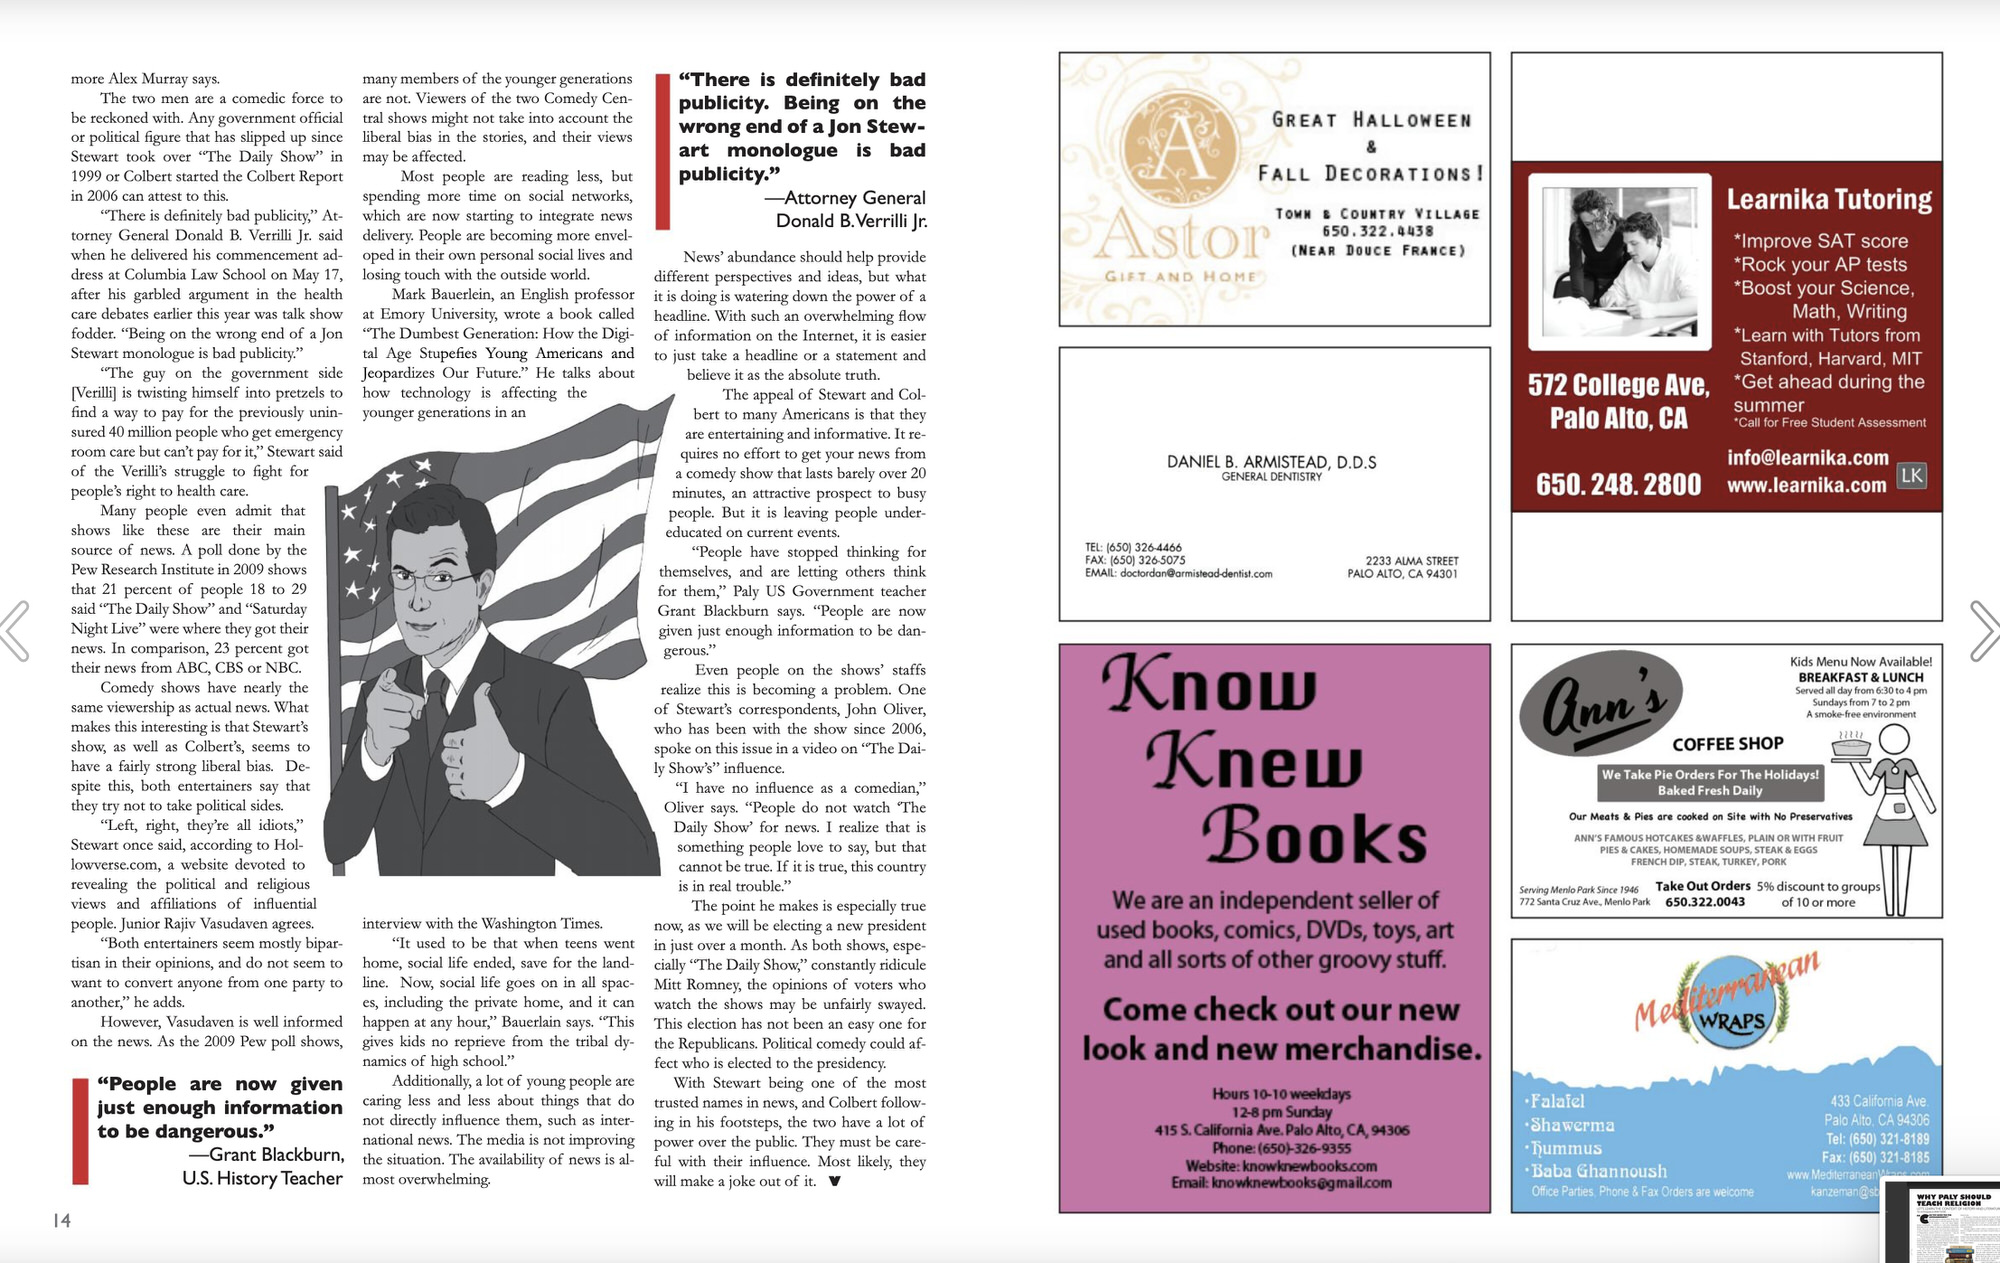 more Alex Murray says.
The two men are a comedic force to
be reckoned with. Any government official
or political figure that has slipped up since
Stewart took over “The Daily Show” in
1999 or Colbert started the Colbert Report
in 2006 can attest to this.
“There is definitely bad publicity,” At-
torney General Donald B. Verrilli Jr. said
when he delivered his commencement ad-
dress at Columbia Law School on May 17,
after his garbled argument in the health
care debates earlier this year was talk show
fodder. “Being on the wrong end of a Jon
Stewart monologue is bad publicity.”
“The guy on the government side
[Verilli] is twisting himself into pretzels to
find a way to pay for the previously unin-
sured 40 million people who get emergency
room care but can’t pay for it,” Stewart said
of the Verilli’s struggle to fight for
people’s right to health care.
Many people even admit that
shows like these are their main
source of news. A poll done by the
Pew Research Institute in 2009 shows
that 21 percent of people 18 to 29
said “The Daily Show” and “Saturday
Night Live” were where they got their
news. In comparison, 23 percent got
their news from ABC, CBS or NBC.
Comedy shows have nearly the
same viewership as actual news. What
makes this interesting is that Stewart’s
show, as well as Colbert’s, seems to
have a fairly strong liberal bias. De-
spite this, both entertainers say that
they try not to take political sides.
“Left, right, they’re all idiots,”
Stewart once said, according to Hol-
lowverse.com, a website devoted to
revealing the political and religious
views and affiliations of influential
people. Junior Rajiv Vasudaven agrees.
“Both entertainers seem mostly bipar-
tisan in their opinions, and do not seem to
want to convert anyone from one party to
another,” he adds.
However, Vasudaven is well informed
on the news. As the 2009 Pew poll shows,
“People are now given
just enough information
to be dangerous.”
—Grant Blackburn,
U.S. History Teacher
14
many members of the younger generations
are not. Viewers of the two Comedy Cen-
tral shows might not take into account the
liberal bias in the stories, and their views
may be affected.
Most people are reading less, but
spending more time on social networks,
which are now starting to integrate news
delivery. People are becoming more envel-
oped in their own personal social lives and
losing touch with the outside world.
Mark Bauerlein, an English professor
at Emory University, wrote a book called
“The Dumbest Generation: How the Digi-
tal Age Stupefies Young Americans and
Jeopardizes Our Future.” He talks about
how technology is affecting the
younger generations in an
interview with the Washington Times.
“It used to be that when teens went
home, social life ended, save for the land-
line. Now, social life goes on in all spac-
es, including the private home, and it can
happen at any hour,” Bauerlain says. “This
gives kids no reprieve from the tribal dy-
namics of high school.”
Additionally, a lot of young people are
caring less and less about things that do
not directly influence them, such as inter-
national news. The media is not improving
the situation. The availability of news is al-
most overwhelming.
“There is definitely bad
publicity. Being on the
wrong end of a Jon Stew-
art monologue is bad
publicity.”
—Attorney General
Donald B. Verrilli Jr.
News’ abundance should help provide
different perspectives and ideas, but what
it is doing is watering down the power of a
headline. With such an overwhelming flow
of information on the Internet, it is easier
to just take a headline or a statement and
believe it as the absolute truth.
The appeal of Stewart and Col-
bert to many Americans is that they
are entertaining and informative. It re-
quires no effort to get your news from
a comedy show that lasts barely over 20
minutes, an attractive prospect to busy
people. But it is leaving people under-
educated on current events.
“People have stopped thinking for
themselves, and are letting others think
for them,” Paly US Government teacher
Grant Blackburn says. “People are now
given just enough information to be dan-
gerous.”
Even people on the shows’ staffs
realize this is becoming a problem. One
of Stewart’s correspondents, John Oliver,
who has been with the show since 2006,
spoke on this issue in a video on “The Dai-
ly Show’s” influence.
“I have no influence as a comedian,”
Oliver says. “People do not watch ‘The
Daily Show’ for news. I realize that is
something people love to say, but that
cannot be true. If it is true, this country
is in real trouble.”
The point he makes is especially true
now, as we will be electing a new president
in just over a month. As both shows, espe-
cially “The Daily Show,” constantly ridicule
Mitt Romney, the opinions of voters who
watch the shows may be unfairly swayed.
This election has not been an easy one for
the Republicans. Political comedy could af-
fect who is elected to the presidency.
With Stewart being one of the most
trusted names in news, and Colbert follow-
ing in his footsteps, the two have a lot of
power over the public. They must be care-
ful with their influence. Most likely, they
will make a joke out of it. V
A
Astor
GIFT AND HOME
GREAT HALLOWEEN
&
FALL DECORATIONS!
TOWN & COUNTRY VILLAGE
650.322.4438
(NEAR DOUCE FRANCE)
DANIEL B. ARMISTEAD, D.D.S
GENERAL DENTISTRY
TEL: (650) 326-4466
FAX: (650) 326-5075
EMAIL: doctordan@armistead-dentist.com
2233 ALMA STREET
PALO ALTO, CA 94301
Know
Knew
Books
We are an independent seller of
used books, comics, DVDs, toys, art
and all sorts of other groovy stuff.
Come check out our new
look and new merchandise.
Hours 10-10 weekdays
12-8 pm Sunday
415 S. California Ave. Palo Alto, CA, 94306
Phone: (650)-326-9355
Website: knowknewbooks.com
Email: knowknewbooks@gmail.com
Learnika Tutoring
*Improve SAT score
*Rock your AP tests
*Boost your Science,
Math, Writing
*Learn with Tutors from
Stanford, Harvard, MIT
*Get ahead during the
summer
*Call for Free Student Assessment
572 College Ave,
Palo Alto, CA
650. 248. 2800
info@learnika.com
www.learnika.com
LK
Ann's
COFFEE SHOP
Kids Menu Now Available!
BREAKFAST & LUNCH
Served all day from 6:30 to 4 pm
Sundays from 7 to 2 pm
A smoke-free environment
We Take Pie Orders For The Holidays!
Baked Fresh Daily
Our Meats & Pies are cooked on Site with No Preservatives
ANN'S FAMOUS HOTCAKES &WAFFLES, PLAIN OR WITH FRUIT
PIES & CAKES, HOMEMADE SOUPS, STEAK & EGGS
FRENCH DIP, STEAK, TURKEY, PORK
Serving Menlo Park Since 1946
772 Santa Cruz Ave., Menlo Park
Take Out Orders
650.322.0043
5% discount to groups
of 10 or more
Mediterranean
WRAPS
•Falafel
•Shawerma
•Hummus
•Baba Ghannoush
Office Parties, Phone & Fax Orders are welcome
433 California Ave.
Palo Alto, CA 94306
Tel: (650) 321-8189
Fax: (650) 321-8185
www.MediterraneanWraps.com
WHY PALY SHOULD
TEACH RELIGION